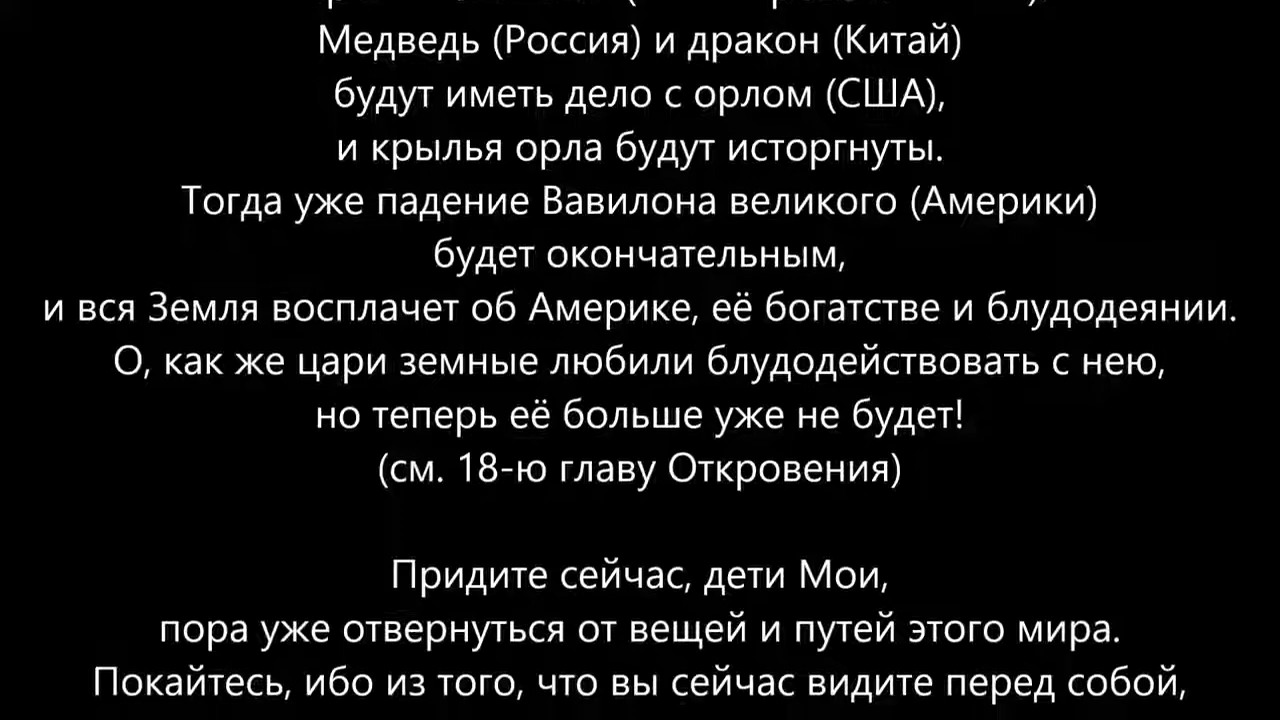 Медведь (Россия) и дракон (Китай)
будут иметь дело с орлом (США),
и крылья орла будут исторгнуты.
Тогда уже падение Вавилона великого (Америки)
будет окончательным,
и вся Земля восплачет об Америке, её богатстве и блудодеянии.
О, как же цари земные любили блудодействовать с нею,
но теперь её больше уже не будет!
(см. 18-ю главу Откровения)
Придите сейчас, дети Мои,
пора уже отвернуться от вещей и путей этого мира.
Покайтесь, ибо из того, что вы сейчас видите перед собой,